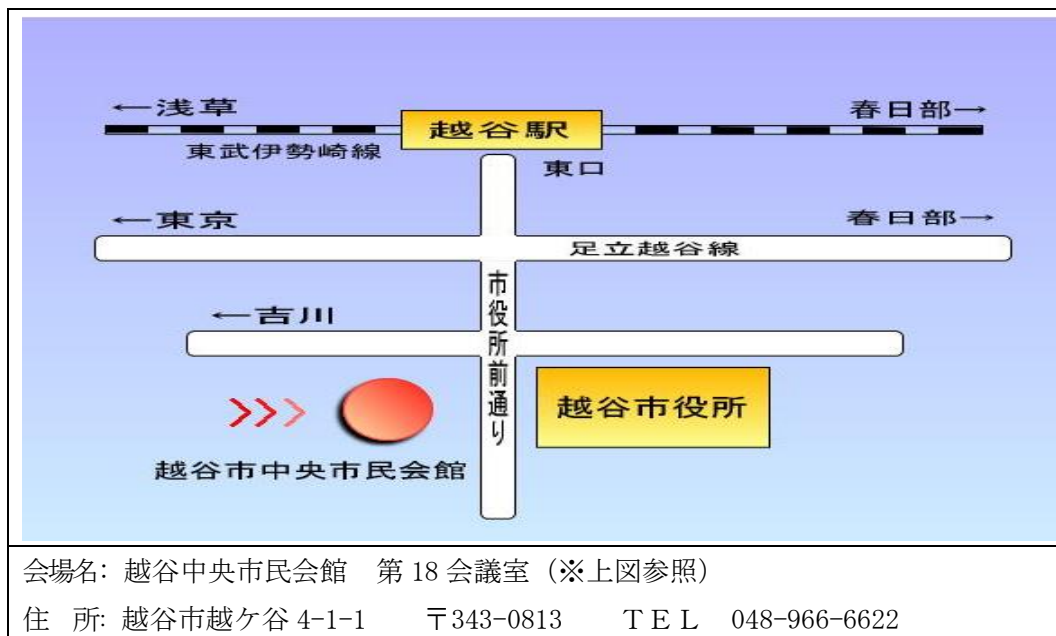 ←浅草
春日部→
越谷駅
東武伊勢崎線
東口
←東京
春日部→
足立越谷線
市役所前通り
←吉川
越谷市役所
越谷市中央市民会館
会場名: 越谷中央市民会館　第 18 会議室（※上図参照）
住　所: 越谷市越ケ谷 4-1-1　　〒343-0813　　ＴＥＬ　048-966-6622